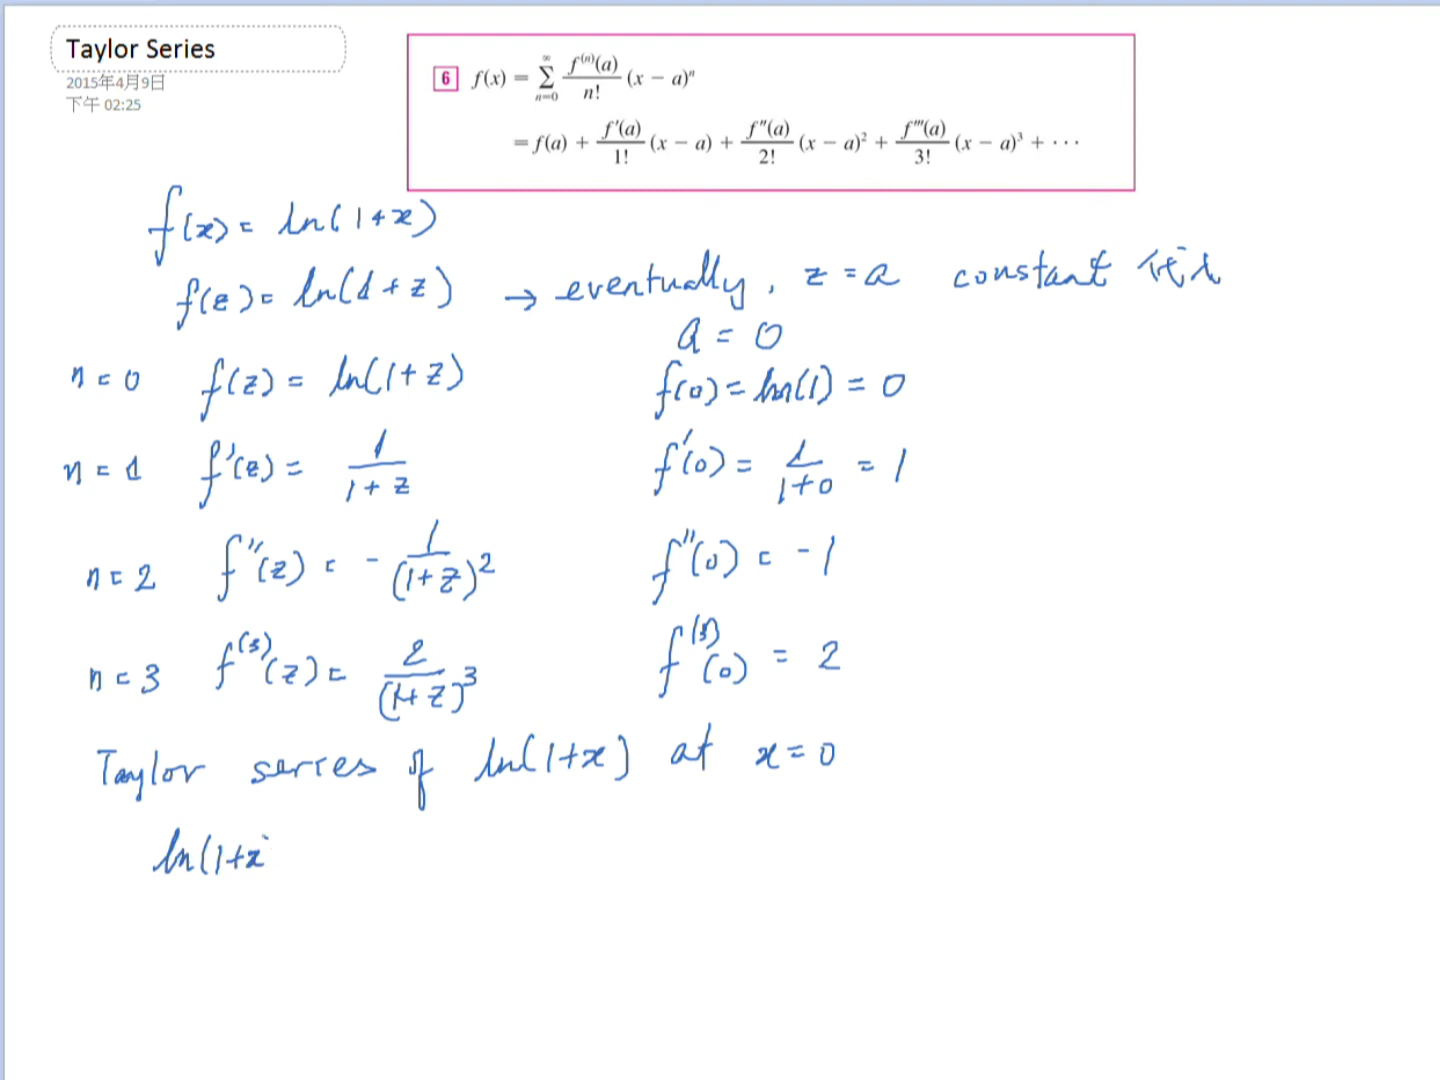 Taylor Series
2015年4月9日
下午 02:25
6 f(x) = ∑_{n=0}^{∞} f⁽ⁿ⁾(a)/n! (x − a)ⁿ
= f(a) + f'(a)/1! (x − a) + f''(a)/2! (x − a)² + f'''(a)/3! (x − a)³ + ···
f(x) = ln(1+x)
f(z) = ln(1+z) → eventually, z = a constant 代入
a = 0
n = 0 f(z) = ln(1+z) f(0) = ln(1) = 0
n = 1 f'(z) = 1/(1+z) f'(0) = 1/(1+0) = 1
n = 2 f''(z) = -1/(1+z)² f''(0) = -1
n = 3 f⁽³⁾(z) = 2/(1+z)³ f⁽³⁾(0) = 2
Taylor series of ln(1+x) at x = 0
ln(1+x